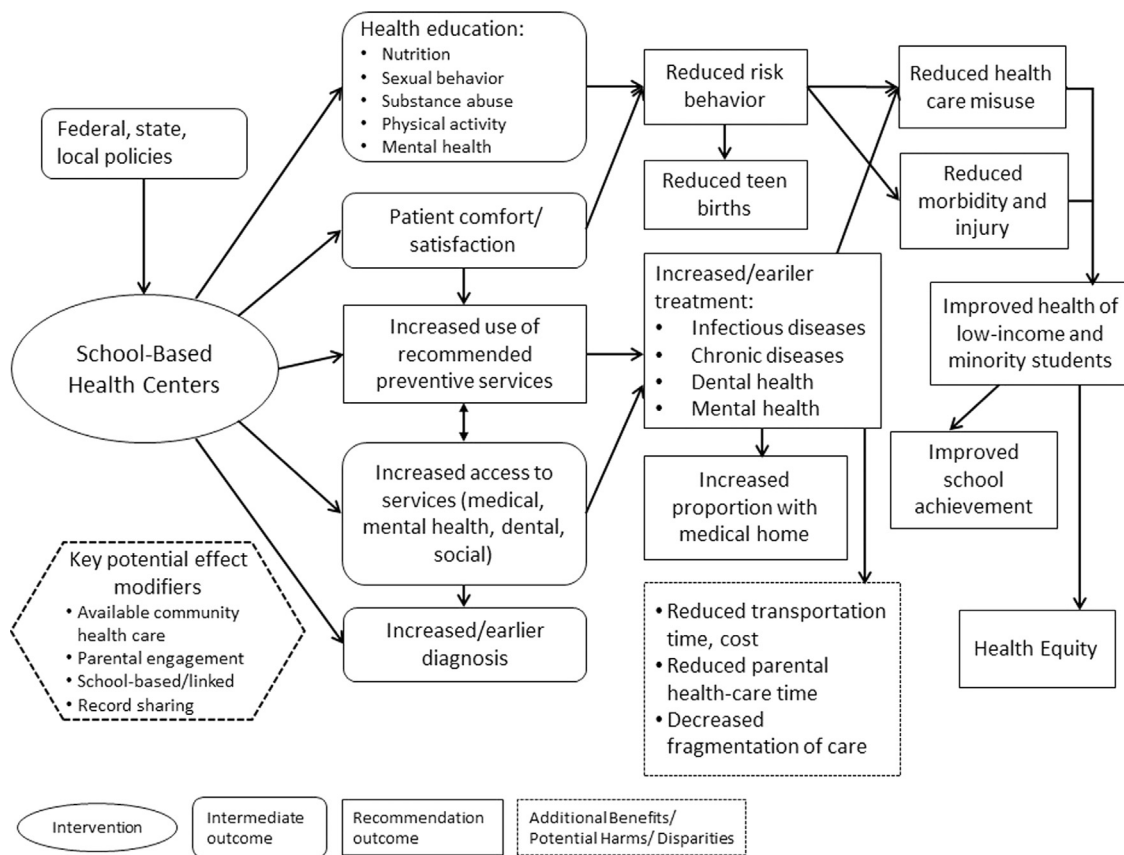 Federal, state,
local policies
School-Based
Health Centers
Key potential effect
modifiers
• Available community
health care
• Parental engagement
• School-based/linked
• Record sharing
Health education:
• Nutrition
• Sexual behavior
• Substance abuse
• Physical activity
• Mental health
Patient comfort/
satisfaction
Increased use of
recommended
preventive services
Increased access to
services (medical,
mental health, dental,
social)
Increased/earlier
diagnosis
Reduced risk
behavior
Reduced teen
births
Increased/eariler
treatment:
• Infectious diseases
• Chronic diseases
• Dental health
• Mental health
Increased
proportion with
medical home
• Reduced transportation
time, cost
• Reduced parental
health-care time
• Decreased
fragmentation of care
Reduced health
care misuse
Reduced
morbidity and
injury
Improved health of
low-income and
minority students
Improved
school
achievement
Health Equity
Intervention
Intermediate
outcome
Recommendation
outcome
Additional Benefits/
Potential Harms/ Disparities